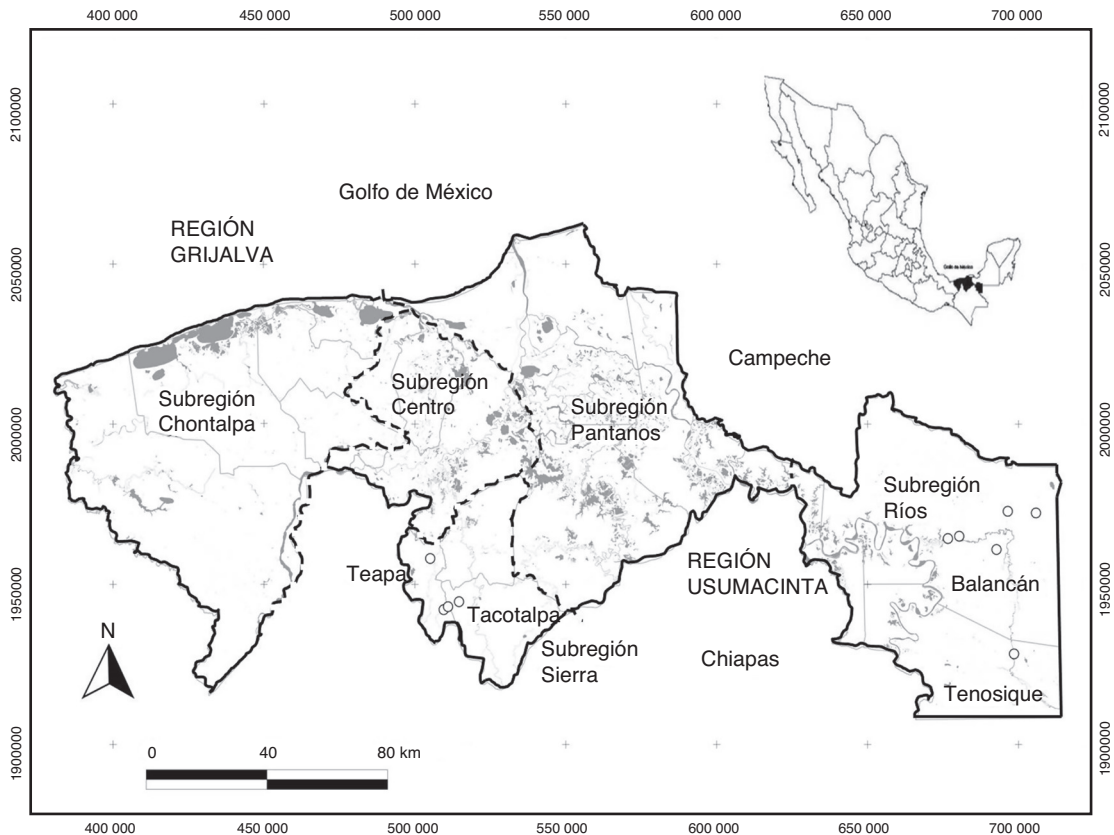 400 000 450 000 500 000 550 000 600 000 650 000 700 000
2100000
2100000
Golfo de México
REGIÓN
GRIJALVA
Golfo de México
2050000
2050000
Campeche
Subregión
Chontalpa
Subregión
Centro
Subregión
Pantanos
2000000
2000000
Subregión
Ríos
REGIÓN
USUMACINTA
Teapa
Balancán
1950000
1950000
Tacotalpa
N
Subregión
Sierra
Chiapas
Tenosique
0 40 80 km
1900000
1900000
400 000 450 000 500 000 550 000 600 000 650 000 700 000